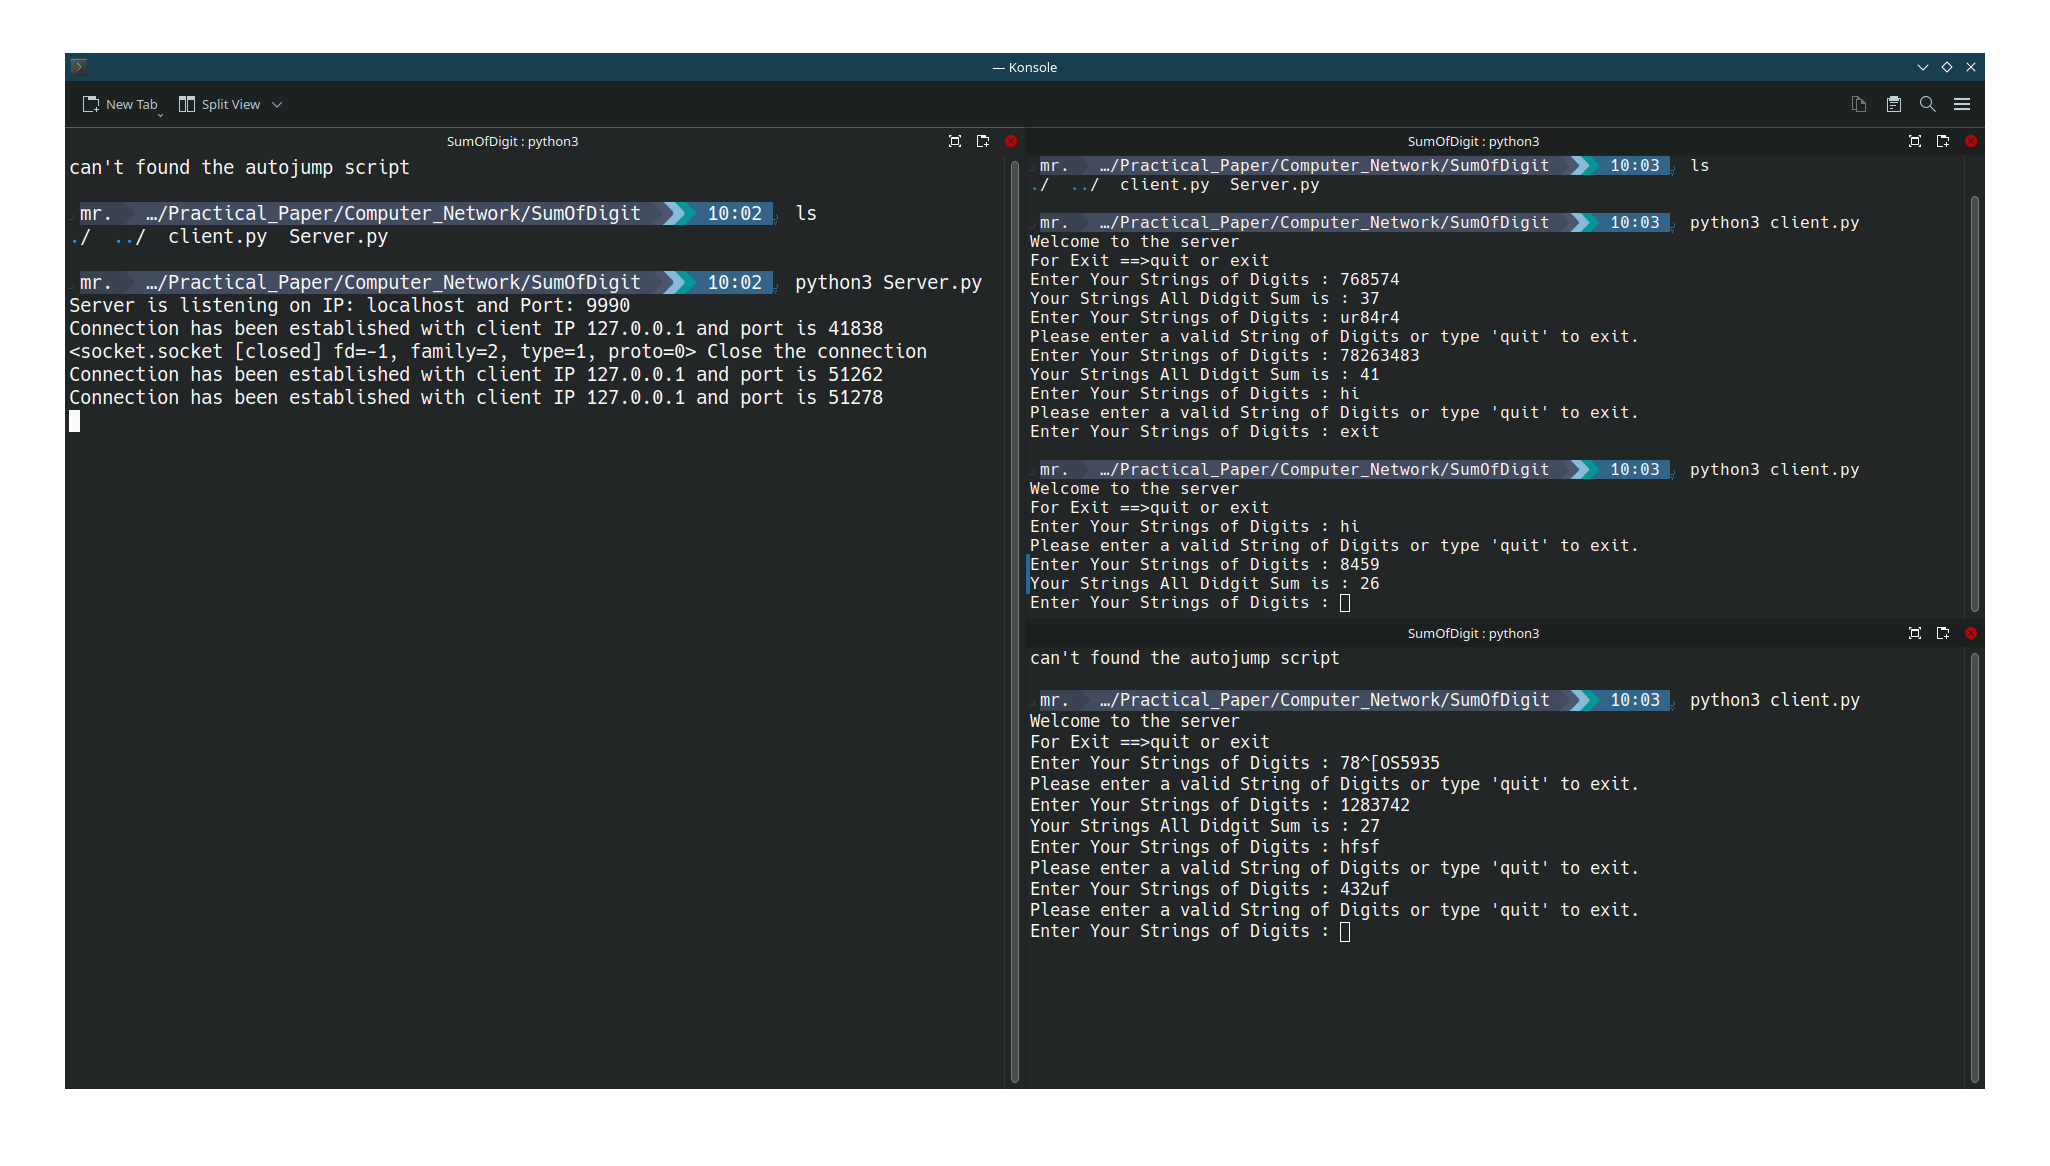 — Konsole
New Tab Split View
SumOfDigit : python3
can't found the autojump script
mr. …/Practical_Paper/Computer_Network/SumOfDigit 10:02 ls
./ ../ client.py Server.py
mr. …/Practical_Paper/Computer_Network/SumOfDigit 10:02 python3 Server.py
Server is listening on IP: localhost and Port: 9990
Connection has been established with client IP 127.0.0.1 and port is 41838
<socket.socket [closed] fd=-1, family=2, type=1, proto=0> Close the connection
Connection has been established with client IP 127.0.0.1 and port is 51262
Connection has been established with client IP 127.0.0.1 and port is 51278
SumOfDigit : python3
mr. …/Practical_Paper/Computer_Network/SumOfDigit 10:03 ls
./ ../ client.py Server.py
mr. …/Practical_Paper/Computer_Network/SumOfDigit 10:03 python3 client.py
Welcome to the server
For Exit ==>quit or exit
Enter Your Strings of Digits : 768574
Your Strings All Didgit Sum is : 37
Enter Your Strings of Digits : ur84r4
Please enter a valid String of Digits or type 'quit' to exit.
Enter Your Strings of Digits : 78263483
Your Strings All Didgit Sum is : 41
Enter Your Strings of Digits : hi
Please enter a valid String of Digits or type 'quit' to exit.
Enter Your Strings of Digits : exit
mr. …/Practical_Paper/Computer_Network/SumOfDigit 10:03 python3 client.py
Welcome to the server
For Exit ==>quit or exit
Enter Your Strings of Digits : hi
Please enter a valid String of Digits or type 'quit' to exit.
Enter Your Strings of Digits : 8459
Your Strings All Didgit Sum is : 26
Enter Your Strings of Digits :
SumOfDigit : python3
can't found the autojump script
mr. …/Practical_Paper/Computer_Network/SumOfDigit 10:03 python3 client.py
Welcome to the server
For Exit ==>quit or exit
Enter Your Strings of Digits : 78^[OS5935
Please enter a valid String of Digits or type 'quit' to exit.
Enter Your Strings of Digits : 1283742
Your Strings All Didgit Sum is : 27
Enter Your Strings of Digits : hfsf
Please enter a valid String of Digits or type 'quit' to exit.
Enter Your Strings of Digits : 432uf
Please enter a valid String of Digits or type 'quit' to exit.
Enter Your Strings of Digits :